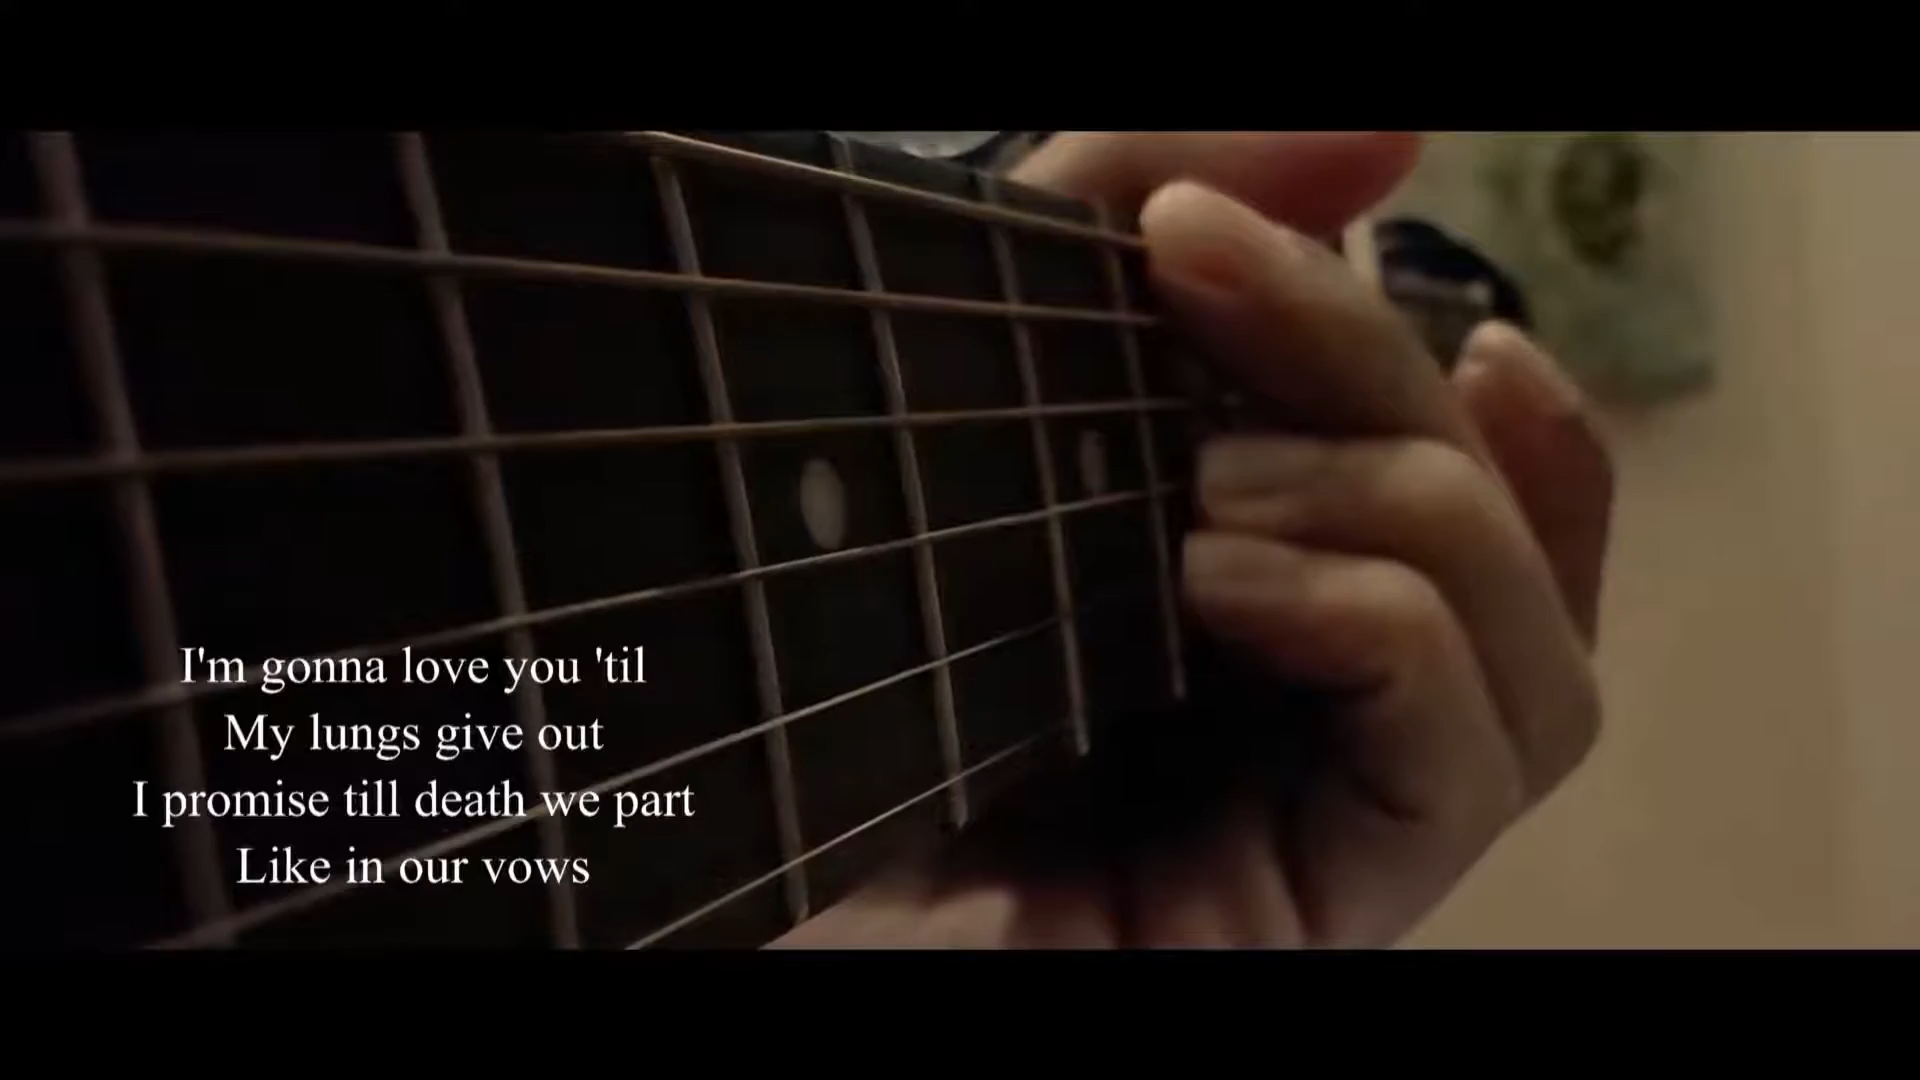 I'm gonna love you 'til
My lungs give out
I promise till death we part
Like in our vows